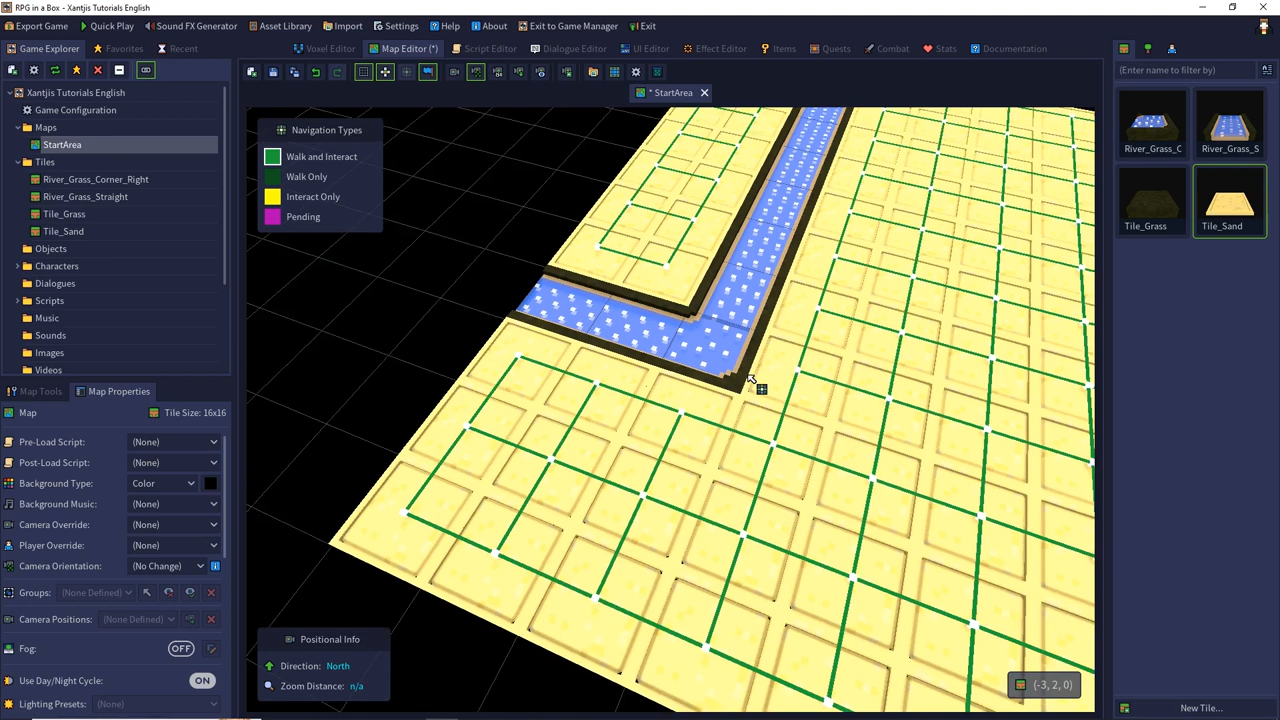 RPG in a Box - Xantjis Tutorials English
Export Game Quick Play Sound FX Generator Asset Library Import Settings Help About Exit to Game Manager Exit
Game Explorer Favorites Recent Voxel Editor Map Editor (*) Script Editor Dialogue Editor UI Editor Effect Editor Items Quests Combat Stats Documentation
(Enter name to filter by)
* StartArea
Xantjis Tutorials English
Game Configuration
Maps
StartArea
Tiles
River_Grass_Corner_Right
River_Grass_Straight
Tile_Grass
Tile_Sand
Objects
Characters
Dialogues
Scripts
Music
Sounds
Images
Videos
Navigation Types
Walk and Interact
Walk Only
Interact Only
Pending
River_Grass_C River_Grass_S
Tile_Grass Tile_Sand
Map Tools Map Properties
Map Tile Size: 16x16
Pre-Load Script: (None)
Post-Load Script: (None)
Background Type: Color
Background Music: (None)
Camera Override: (None)
Player Override: (None)
Camera Orientation: (No Change)
Groups: (None Defined)
Camera Positions: (None Defined)
Fog: OFF
Use Day/Night Cycle: ON
Lighting Presets: (None)
Positional Info
Direction: North
Zoom Distance: n/a
(-3, 2, 0)
New Tile...